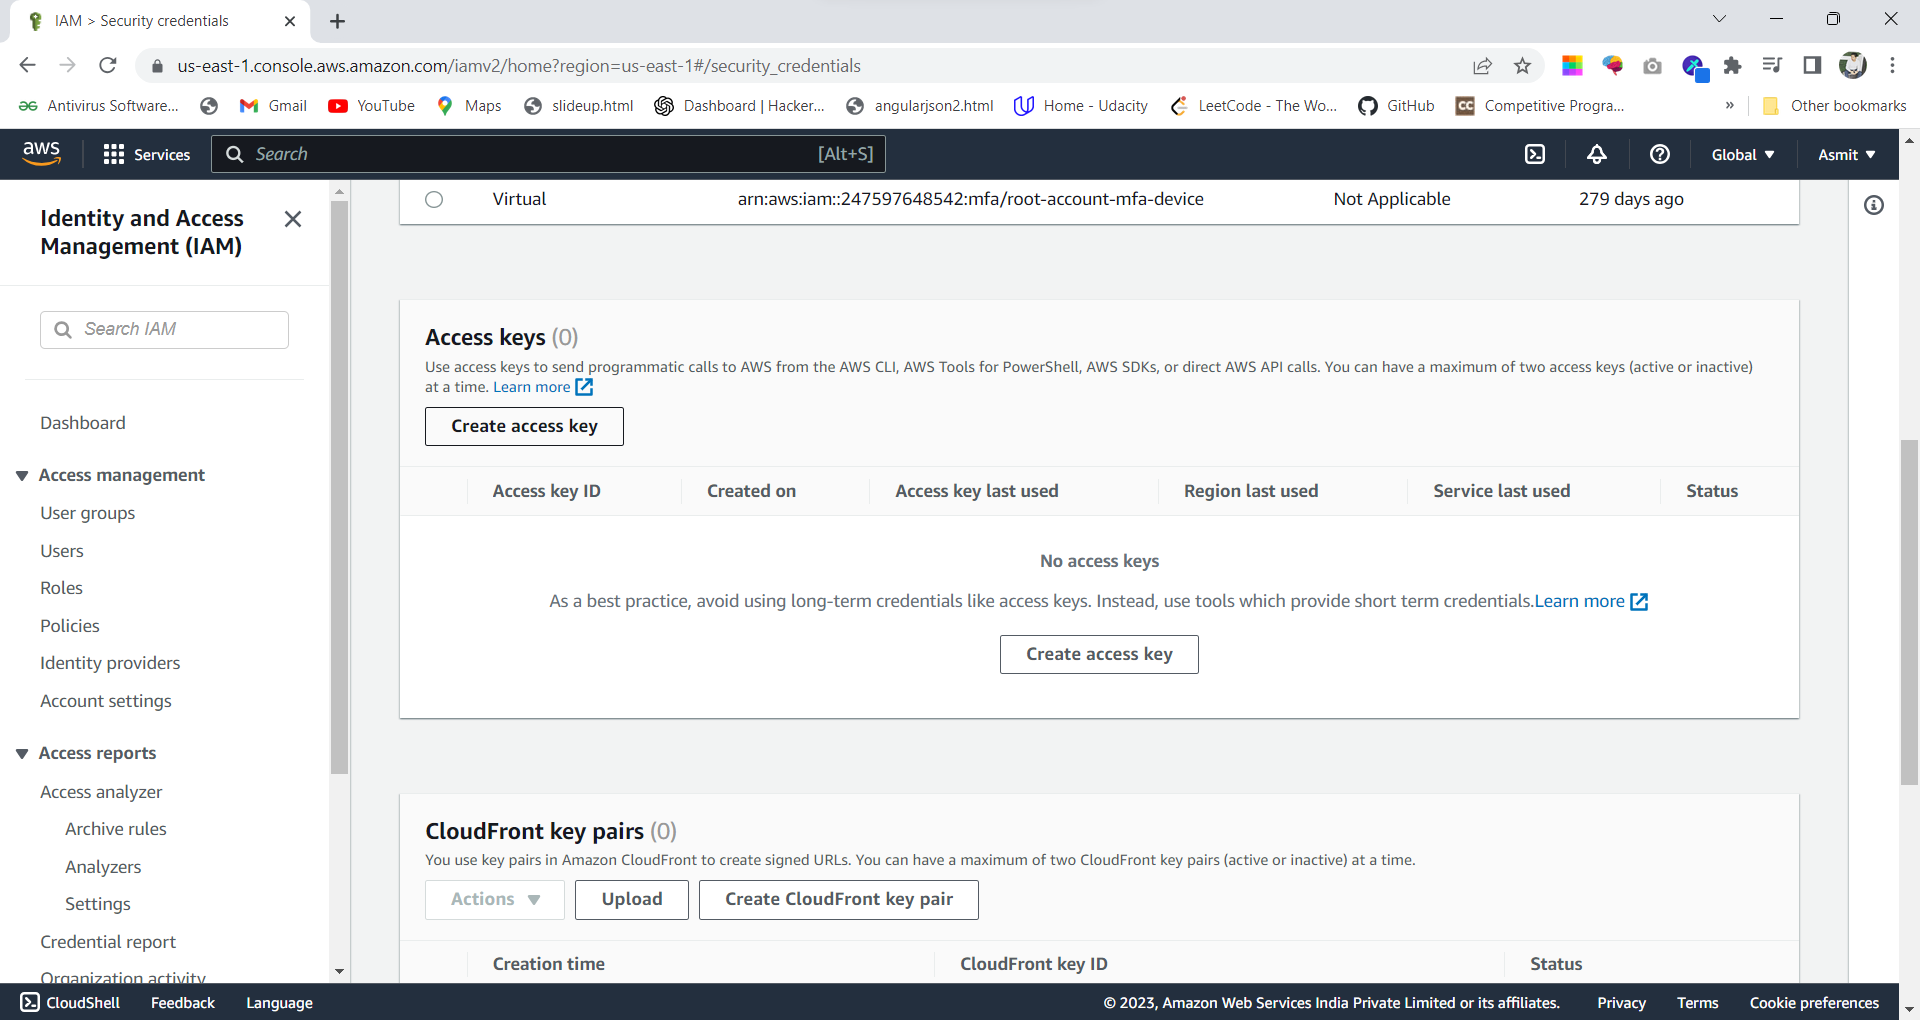 IAM > Security credentials
us-east-1.console.aws.amazon.com/iamv2/home?region=us-east-1#/security_credentials
Antivirus Software... Gmail YouTube Maps slideup.html Dashboard | Hacker... angularjson2.html Home - Udacity LeetCode - The Wo... GitHub CC Competitive Progra... » Other bookmarks
aws Services Search [Alt+S] Global Asmit
Identity and Access
Management (IAM)
Search IAM
Dashboard
Access management
User groups
Users
Roles
Policies
Identity providers
Account settings
Access reports
Access analyzer
Archive rules
Analyzers
Settings
Credential report
Organization activity
Virtual arn:aws:iam::247597648542:mfa/root-account-mfa-device Not Applicable 279 days ago
Access keys (0)
Use access keys to send programmatic calls to AWS from the AWS CLI, AWS Tools for PowerShell, AWS SDKs, or direct AWS API calls. You can have a maximum of two access keys (active or inactive)
at a time. Learn more
Create access key
Access key ID Created on Access key last used Region last used Service last used Status
No access keys
As a best practice, avoid using long-term credentials like access keys. Instead, use tools which provide short term credentials.Learn more
Create access key
CloudFront key pairs (0)
You use key pairs in Amazon CloudFront to create signed URLs. You can have a maximum of two CloudFront key pairs (active or inactive) at a time.
Actions Upload Create CloudFront key pair
Creation time CloudFront key ID Status
CloudShell Feedback Language © 2023, Amazon Web Services India Private Limited or its affiliates. Privacy Terms Cookie preferences